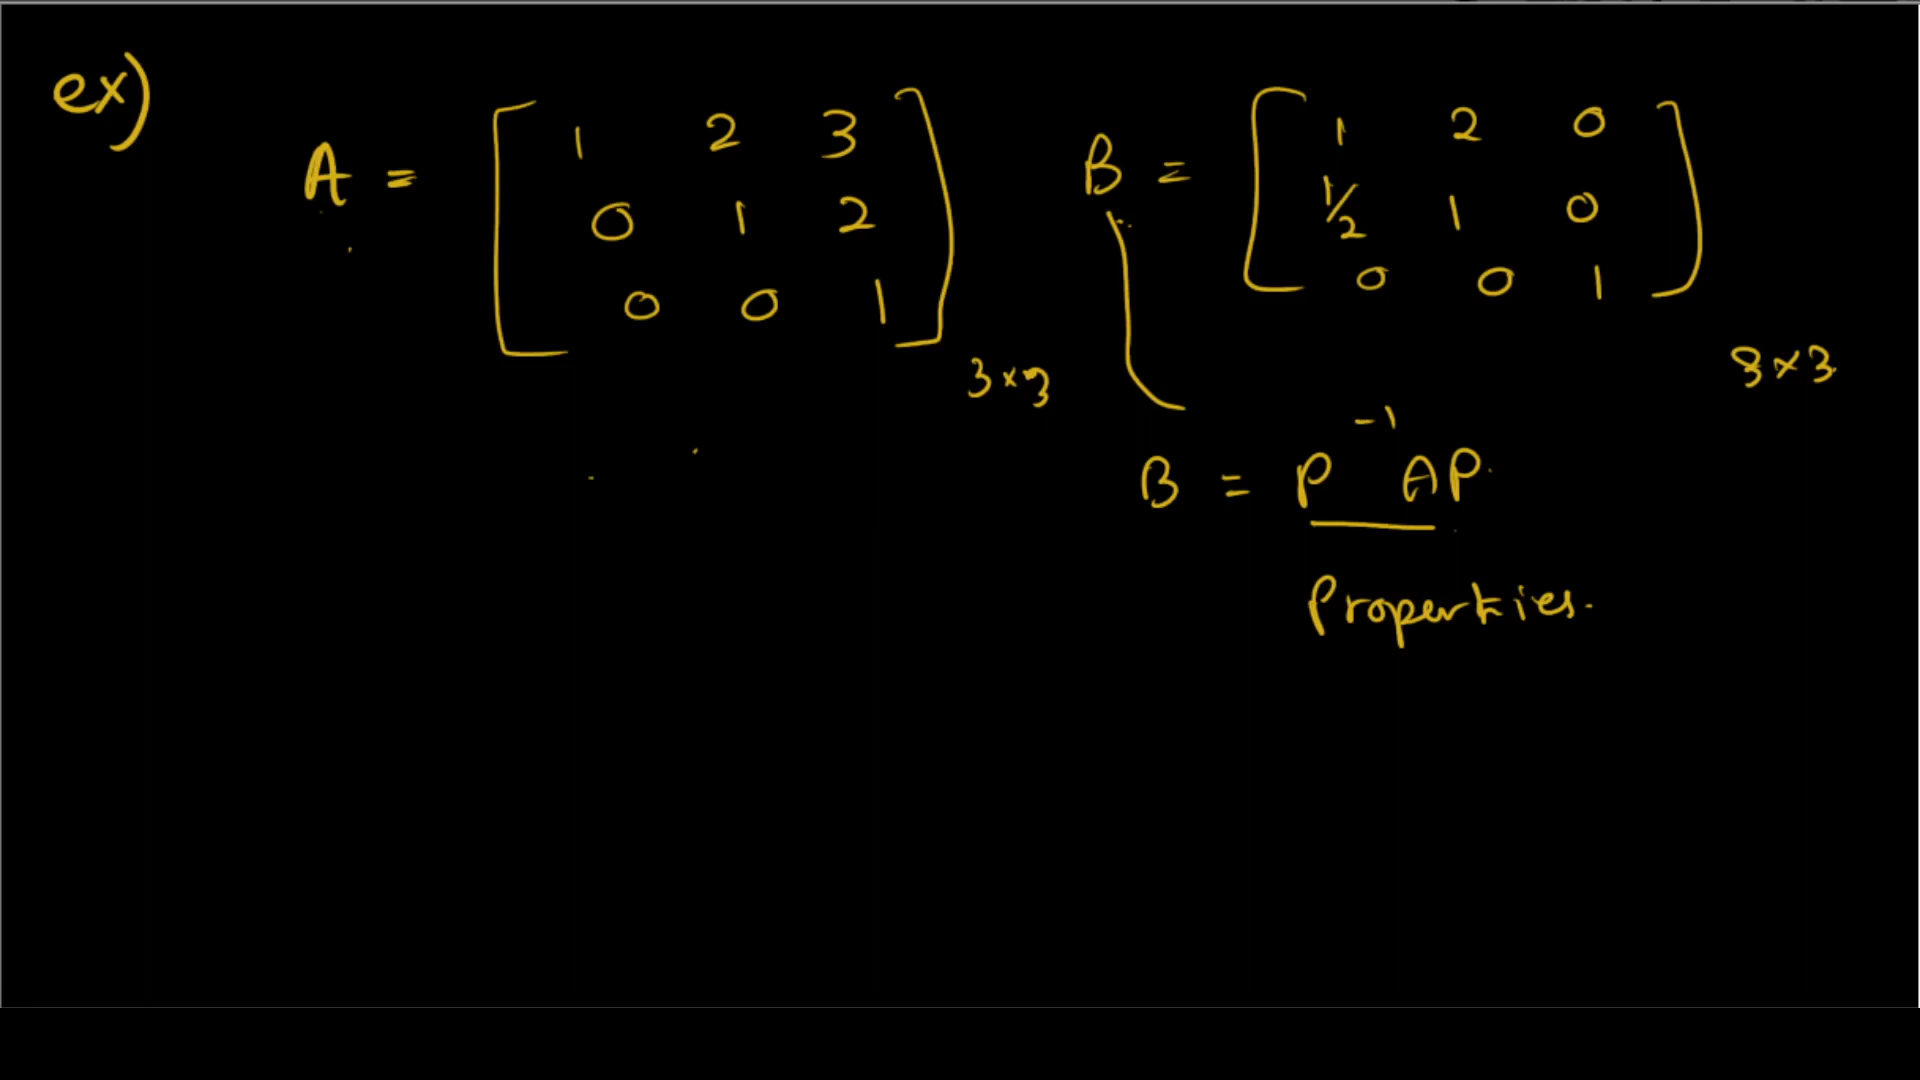 ex)
A = [ 1 2 3 B = [ 1 2 0 ]
0 1 2 1/2 1 0
0 0 1 ] 0 0 1
3×3 3×3
B = P⁻¹AP.
Properties.